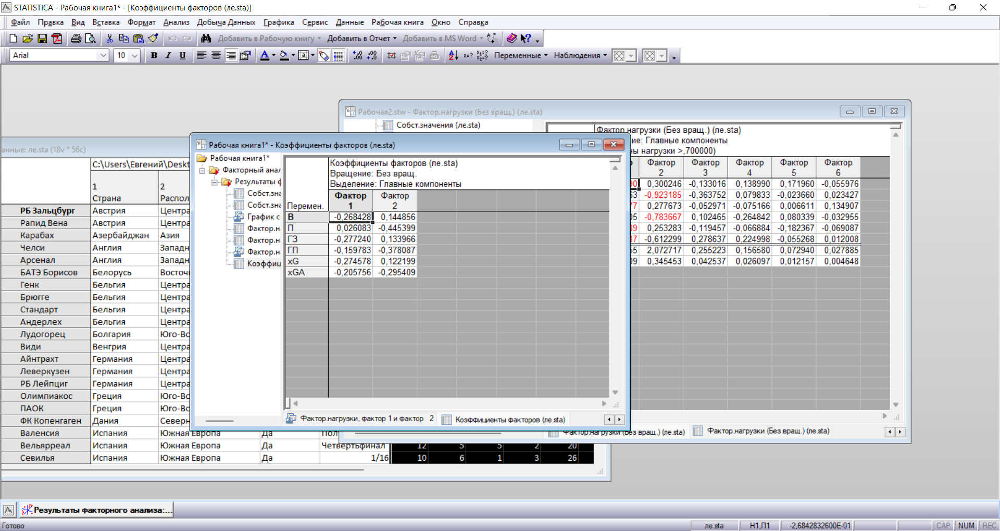 STATISTICA - Рабочая книга1* - [Коэффициенты факторов (ле.sta)]
Файл Правка Вид Вставка Формат Анализ Добыча Данных Графика Сервис Данные Рабочая книга Окно Справка
Добавить в Рабочую книгу Добавить в Отчет Добавить в MS Word
Arial 10 B I U Переменные Наблюдения
Рабочая2.stw - Фактор.нагрузки (Без вращ.) (ле.sta)
Собст.значения (ле.sta)
Фактор.нагрузки (Без вращ.) (ле.sta)
ие: Главные компоненты
ы нагрузки >,700000)
Фактор Фактор Фактор Фактор Фактор
2 3 4 5 6
0,300246 -0,133016 0,138990 0,171960 -0,055976
-0,923185 -0,363752 0,079833 -0,023660 0,023427
0,277673 -0,052971 -0,075166 0,006611 0,134907
-0,783667 0,102465 -0,264842 0,080339 -0,032955
0,253283 -0,119457 -0,066884 -0,182367 -0,069087
-0,612299 0,278637 0,224998 -0,055268 0,012008
2,072717 0,255223 0,156580 0,072940 0,027885
0,345453 0,042537 0,026097 0,012157 0,004648
Фактор.нагрузки (Без вращ.) (ле.sta) Фактор.нагрузки (Без вращ.) (ле.sta)
Рабочая книга1* - Коэффициенты факторов (ле.sta)
Рабочая книга1*
Факторный анал
Результаты ф
Собст.зна
Собст.зна
График с
Фактор.н
Фактор.н
Фактор.н
Коэффиц
Коэффициенты факторов (ле.sta)
Вращение: Без вращ.
Выделение: Главные компоненты
Перемен. Фактор 1 Фактор 2
В -0,268428 0,144856
П 0,026083 -0,445399
ГЗ -0,277240 0,133966
ГП -0,159783 -0,378087
xG -0,274578 0,122199
xGA -0,205756 -0,295409
Фактор.нагрузки, фактор 1 и фактор 2 Коэффициенты факторов (ле.sta)
анные: ле.sta (18v * 56c)
C:\Users\Евгений\Deskt
1 2
Страна Распол
РБ Зальцбург Австрия Центра
Рапид Вена Австрия Центра
Карабах Азербайджан Азия
Челси Англия Западн
Арсенал Англия Западн
БАТЭ Борисов Белорусь Восточ
Генк Бельгия Центра
Брюгге Бельгия Центра
Стандарт Бельгия Центра
Андерлех Бельгия Центра
Лудогорец Болгария Юго-Во
Види Венгрия Центра
Айнтрахт Германия Центра
Леверкузен Германия Центра
РБ Лейпциг Германия Центра
Олимпиакос Греция Юго-Во
ПАОК Греция Юго-Во
ФК Копенгаген Дания Северн
Валенсия Испания Южная Европа Да Пол
Вельярреал Испания Южная Европа Да Четвертьфинал 12 5 5 2 20
Севилья Испания Южная Европа Да 1/16 10 6 1 3 26
Результаты факторного анализа:...
Готово ле.sta Н1,П1 -2,6842832600E-01 CAP NUM REC